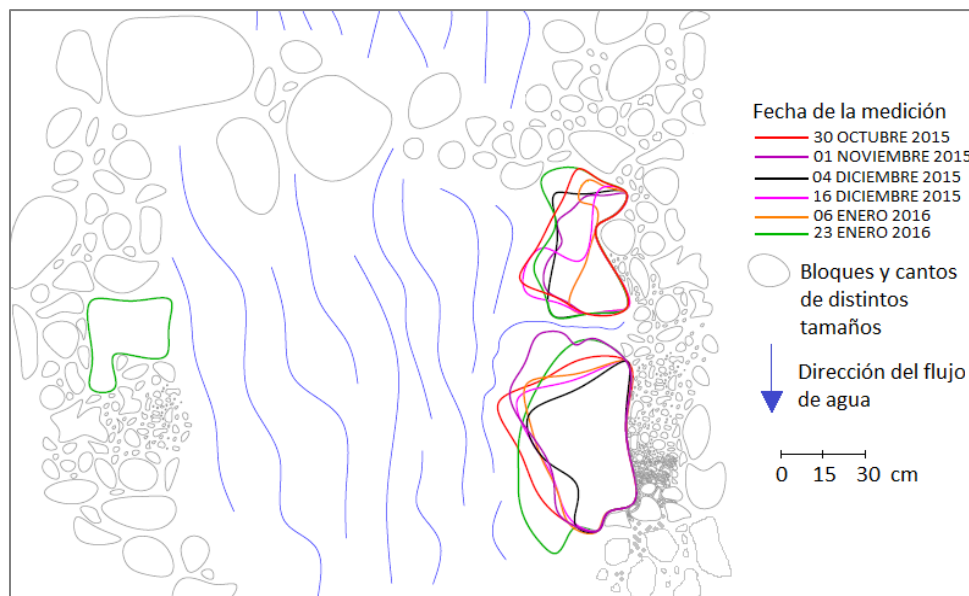 Fecha de la medición
30 OCTUBRE 2015
01 NOVIEMBRE 2015
04 DICIEMBRE 2015
16 DICIEMBRE 2015
06 ENERO 2016
23 ENERO 2016
Bloques y cantos
de distintos
tamaños
Dirección del flujo
de agua
0 15 30 cm